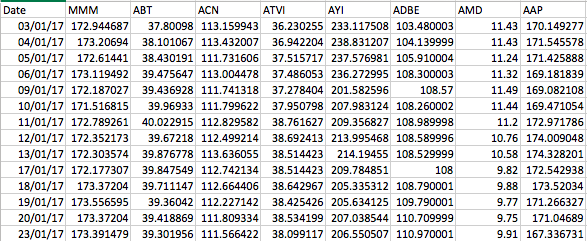 Date MMM ABT ACN ATVI AYI ADBE AMD AAP
03/01/17 172.944687 37.80098 113.159943 36.230255 233.117508 103.480003 11.43 170.149277
04/01/17 173.20694 38.101067 113.432007 36.942204 238.831207 104.139999 11.43 171.545578
05/01/17 172.61441 38.430191 111.731606 37.515717 237.576981 105.910004 11.24 171.425888
06/01/17 173.119492 39.475647 113.004478 37.486053 236.272995 108.300003 11.32 169.181839
09/01/17 172.187027 39.436928 111.741318 37.278404 201.582596 108.57 11.49 169.082108
10/01/17 171.516815 39.96933 111.799622 37.950798 207.983124 108.260002 11.44 169.471054
11/01/17 172.789261 40.022915 112.829582 38.761627 209.356827 108.989998 11.2 172.971786
12/01/17 172.352173 39.67218 112.499214 38.692413 213.995468 108.589996 10.76 174.009048
13/01/17 172.303574 39.876778 113.636055 38.514423 214.19455 108.529999 10.58 174.328201
17/01/17 172.177307 39.847549 112.742134 38.514423 209.784851 108 9.82 172.542938
18/01/17 173.37204 39.711147 112.664406 38.642967 205.335312 108.790001 9.88 173.52034
19/01/17 173.556595 39.36042 112.227142 38.425426 205.634125 109.790001 9.77 171.266327
20/01/17 173.37204 39.418869 111.809334 38.534199 207.038544 110.709999 9.75 171.04689
23/01/17 173.391479 39.301956 111.566422 38.099117 206.550507 110.970001 9.91 167.336731